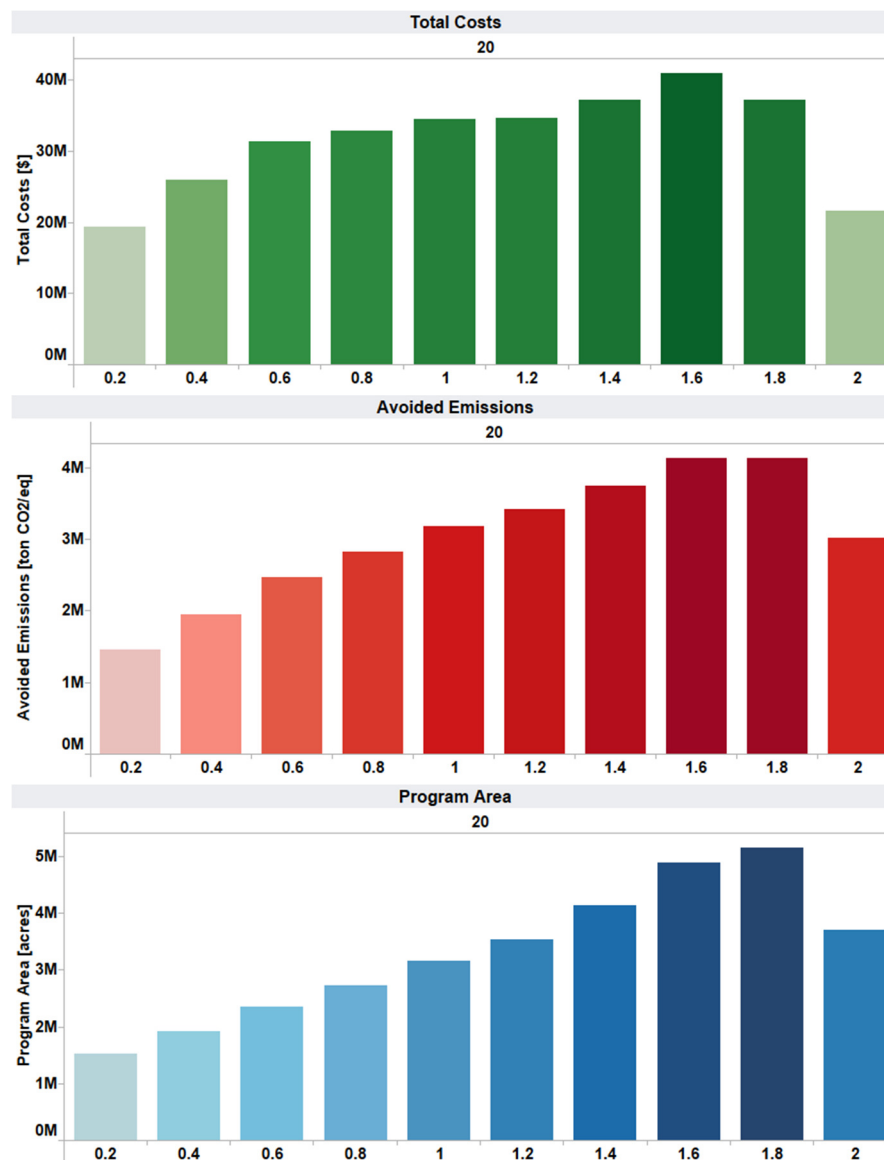 Total Costs
20
Total Costs [$]
40M
30M
20M
10M
0M
0.2 0.4 0.6 0.8 1 1.2 1.4 1.6 1.8 2
Avoided Emissions
20
Avoided Emissions [ton CO2/eq]
4M
3M
2M
1M
0M
0.2 0.4 0.6 0.8 1 1.2 1.4 1.6 1.8 2
Program Area
20
Program Area [acres]
5M
4M
3M
2M
1M
0M
0.2 0.4 0.6 0.8 1 1.2 1.4 1.6 1.8 2